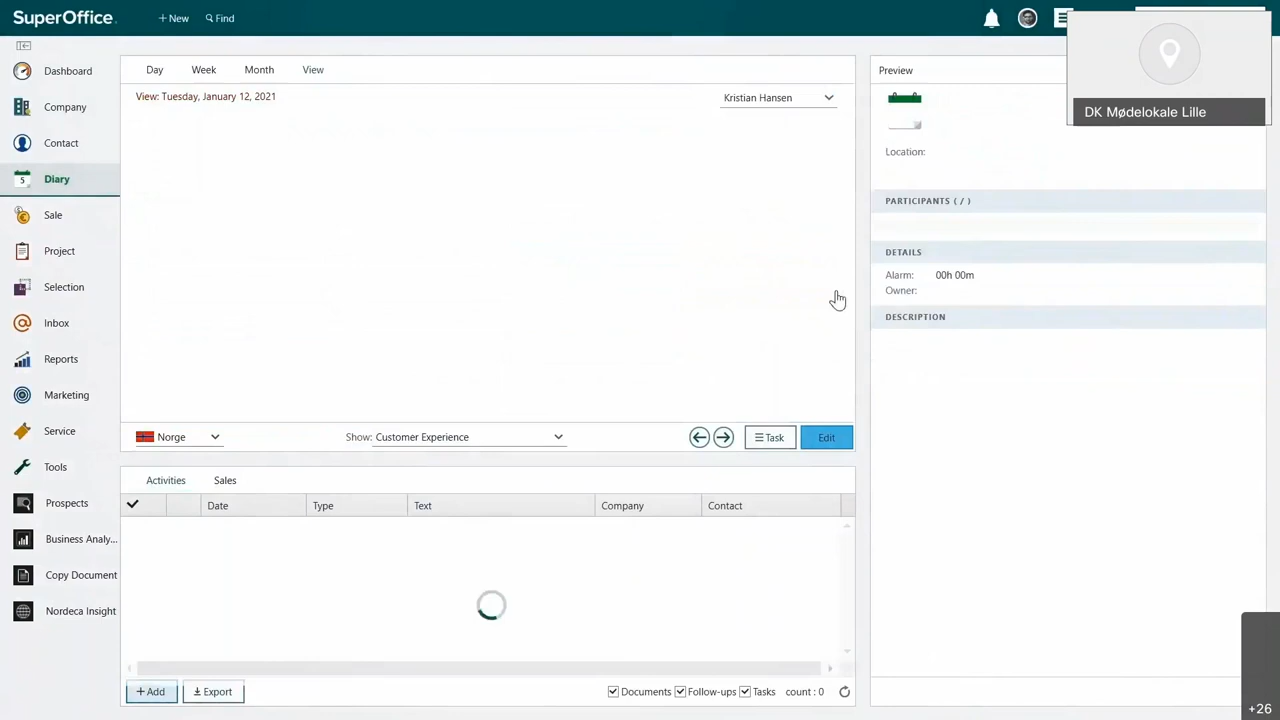 SuperOffice.
+ New
Find
DK Mødelokale Lille
Dashboard
Company
Contact
5
Diary
Sale
Project
Selection
Inbox
Reports
Marketing
Service
Tools
Prospects
Business Analy...
Copy Document
Nordeca Insight
Day Week Month View
View: Tuesday, January 12, 2021
Kristian Hansen
Norge
Show: Customer Experience
Task
Edit
Activities Sales
Date Type Text Company Contact
+ Add
Export
Documents Follow-ups Tasks count : 0
Preview
Location:
PARTICIPANTS ( / )
DETAILS
Alarm: 00h 00m
Owner:
DESCRIPTION
+26